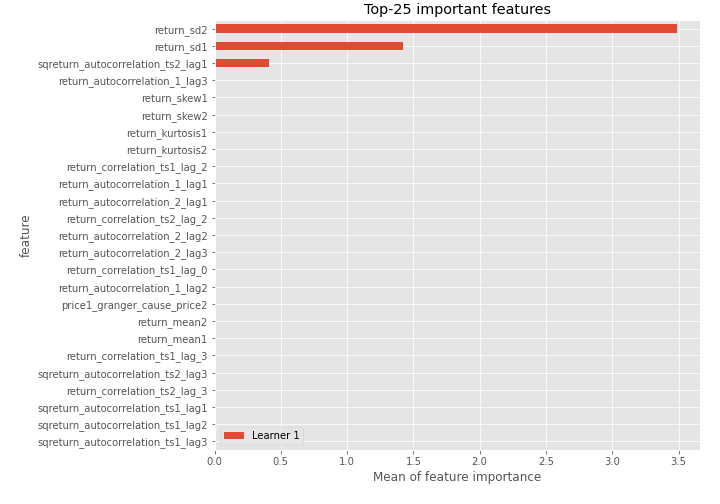 Top-25 important features
return_sd2
return_sd1
sqreturn_autocorrelation_ts2_lag1
return_autocorrelation_1_lag3
return_skew1
return_skew2
return_kurtosis1
return_kurtosis2
return_correlation_ts1_lag_2
return_autocorrelation_1_lag1
return_autocorrelation_2_lag1
return_correlation_ts2_lag_2
return_autocorrelation_2_lag2
return_autocorrelation_2_lag3
return_correlation_ts1_lag_0
return_autocorrelation_1_lag2
price1_granger_cause_price2
return_mean2
return_mean1
return_correlation_ts1_lag_3
sqreturn_autocorrelation_ts2_lag3
return_correlation_ts2_lag_3
sqreturn_autocorrelation_ts1_lag1
sqreturn_autocorrelation_ts1_lag2
sqreturn_autocorrelation_ts1_lag3
feature
Learner 1
0.0 0.5 1.0 1.5 2.0 2.5 3.0 3.5
Mean of feature importance